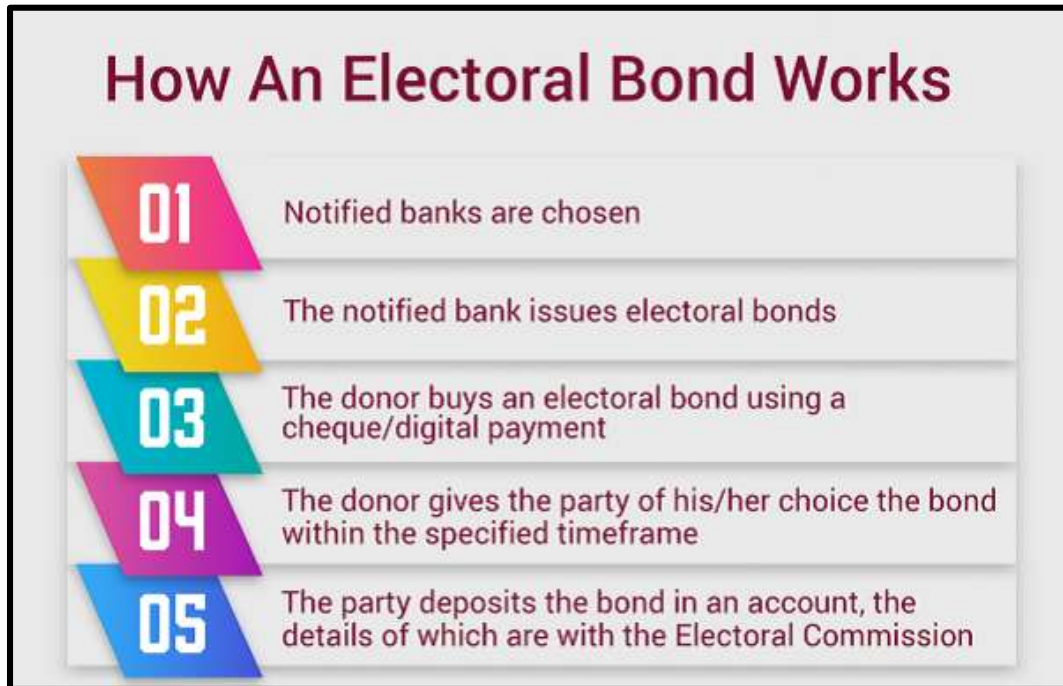 How An Electoral Bond Works
01
Notified banks are chosen
02
The notified bank issues electoral bonds
03
The donor buys an electoral bond using a
cheque/digital payment
04
The donor gives the party of his/her choice the bond
within the specified timeframe
05
The party deposits the bond in an account, the
details of which are with the Electoral Commission